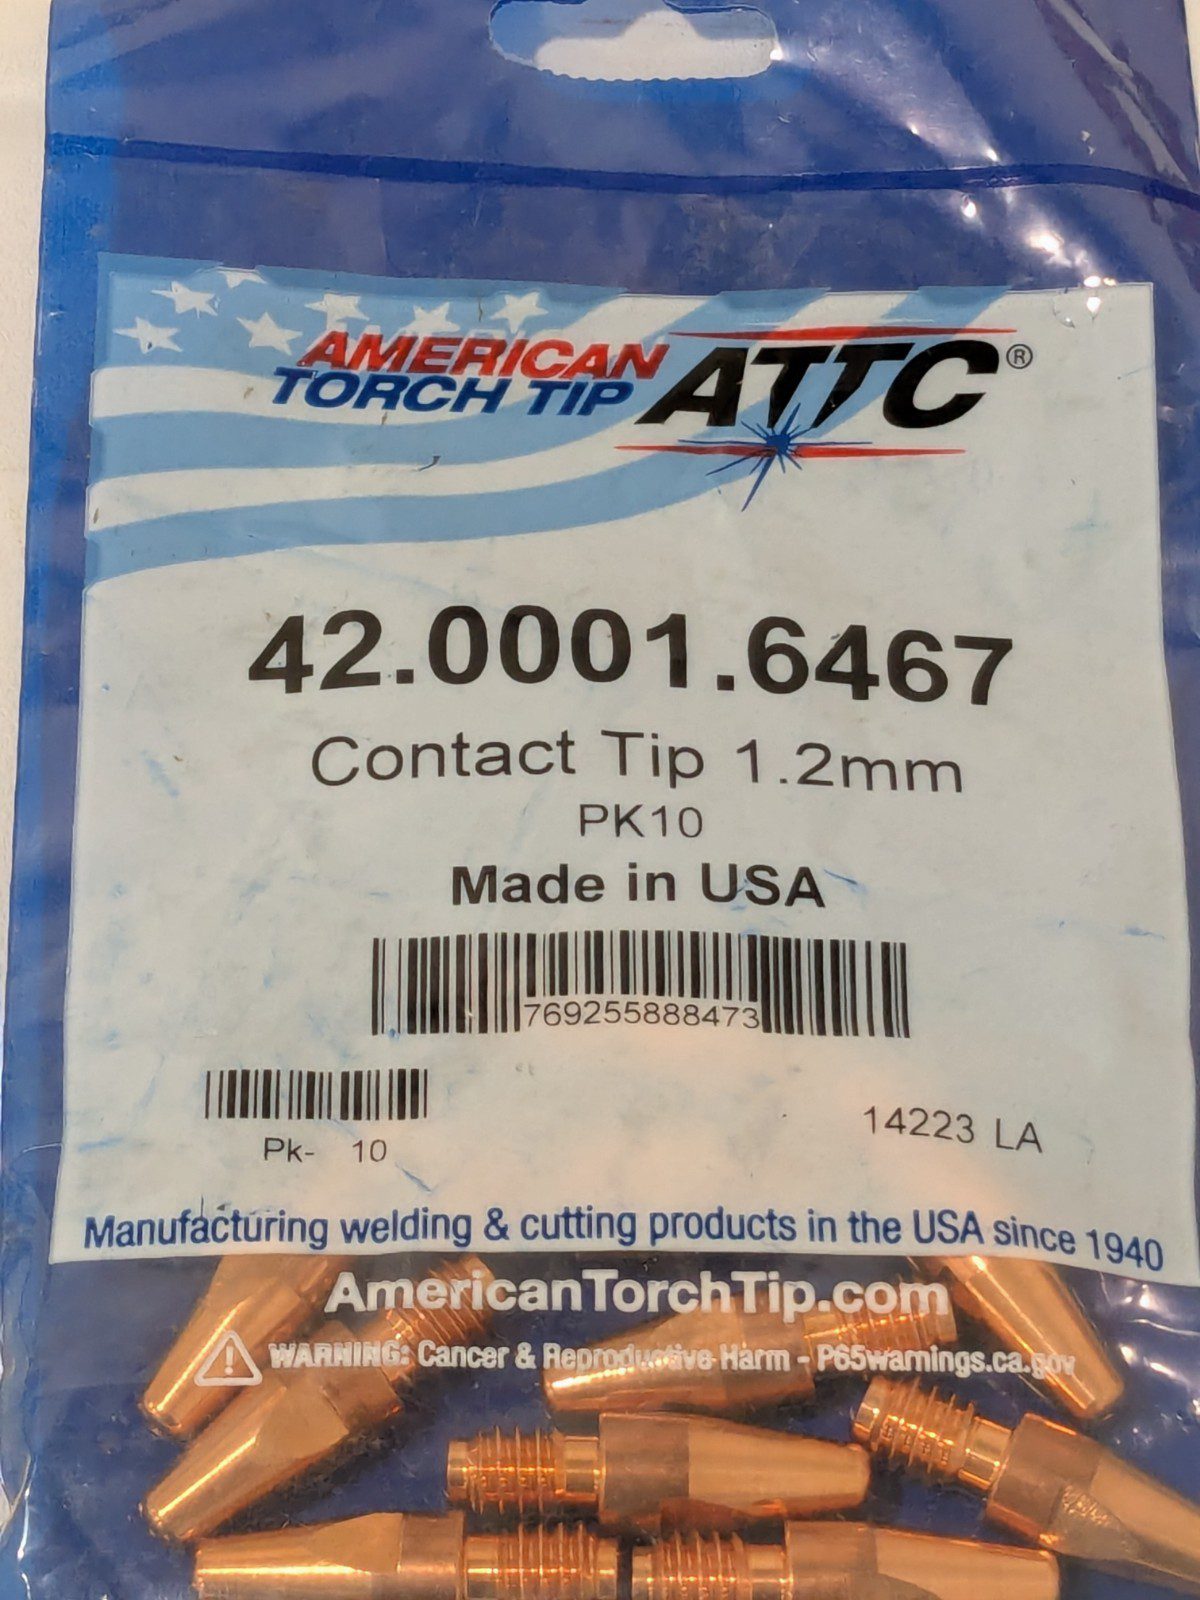 AMERICAN
TORCH TIP
ATTC®
42.0001.6467
Contact Tip 1.2mm
PK10
Made in USA
769255888473
Pk- 10
14223 LA
Manufacturing welding & cutting products in the USA since 1940
AmericanTorchTip.com
WARNING: Cancer & Reproductive Harm - P65warnings.ca.gov